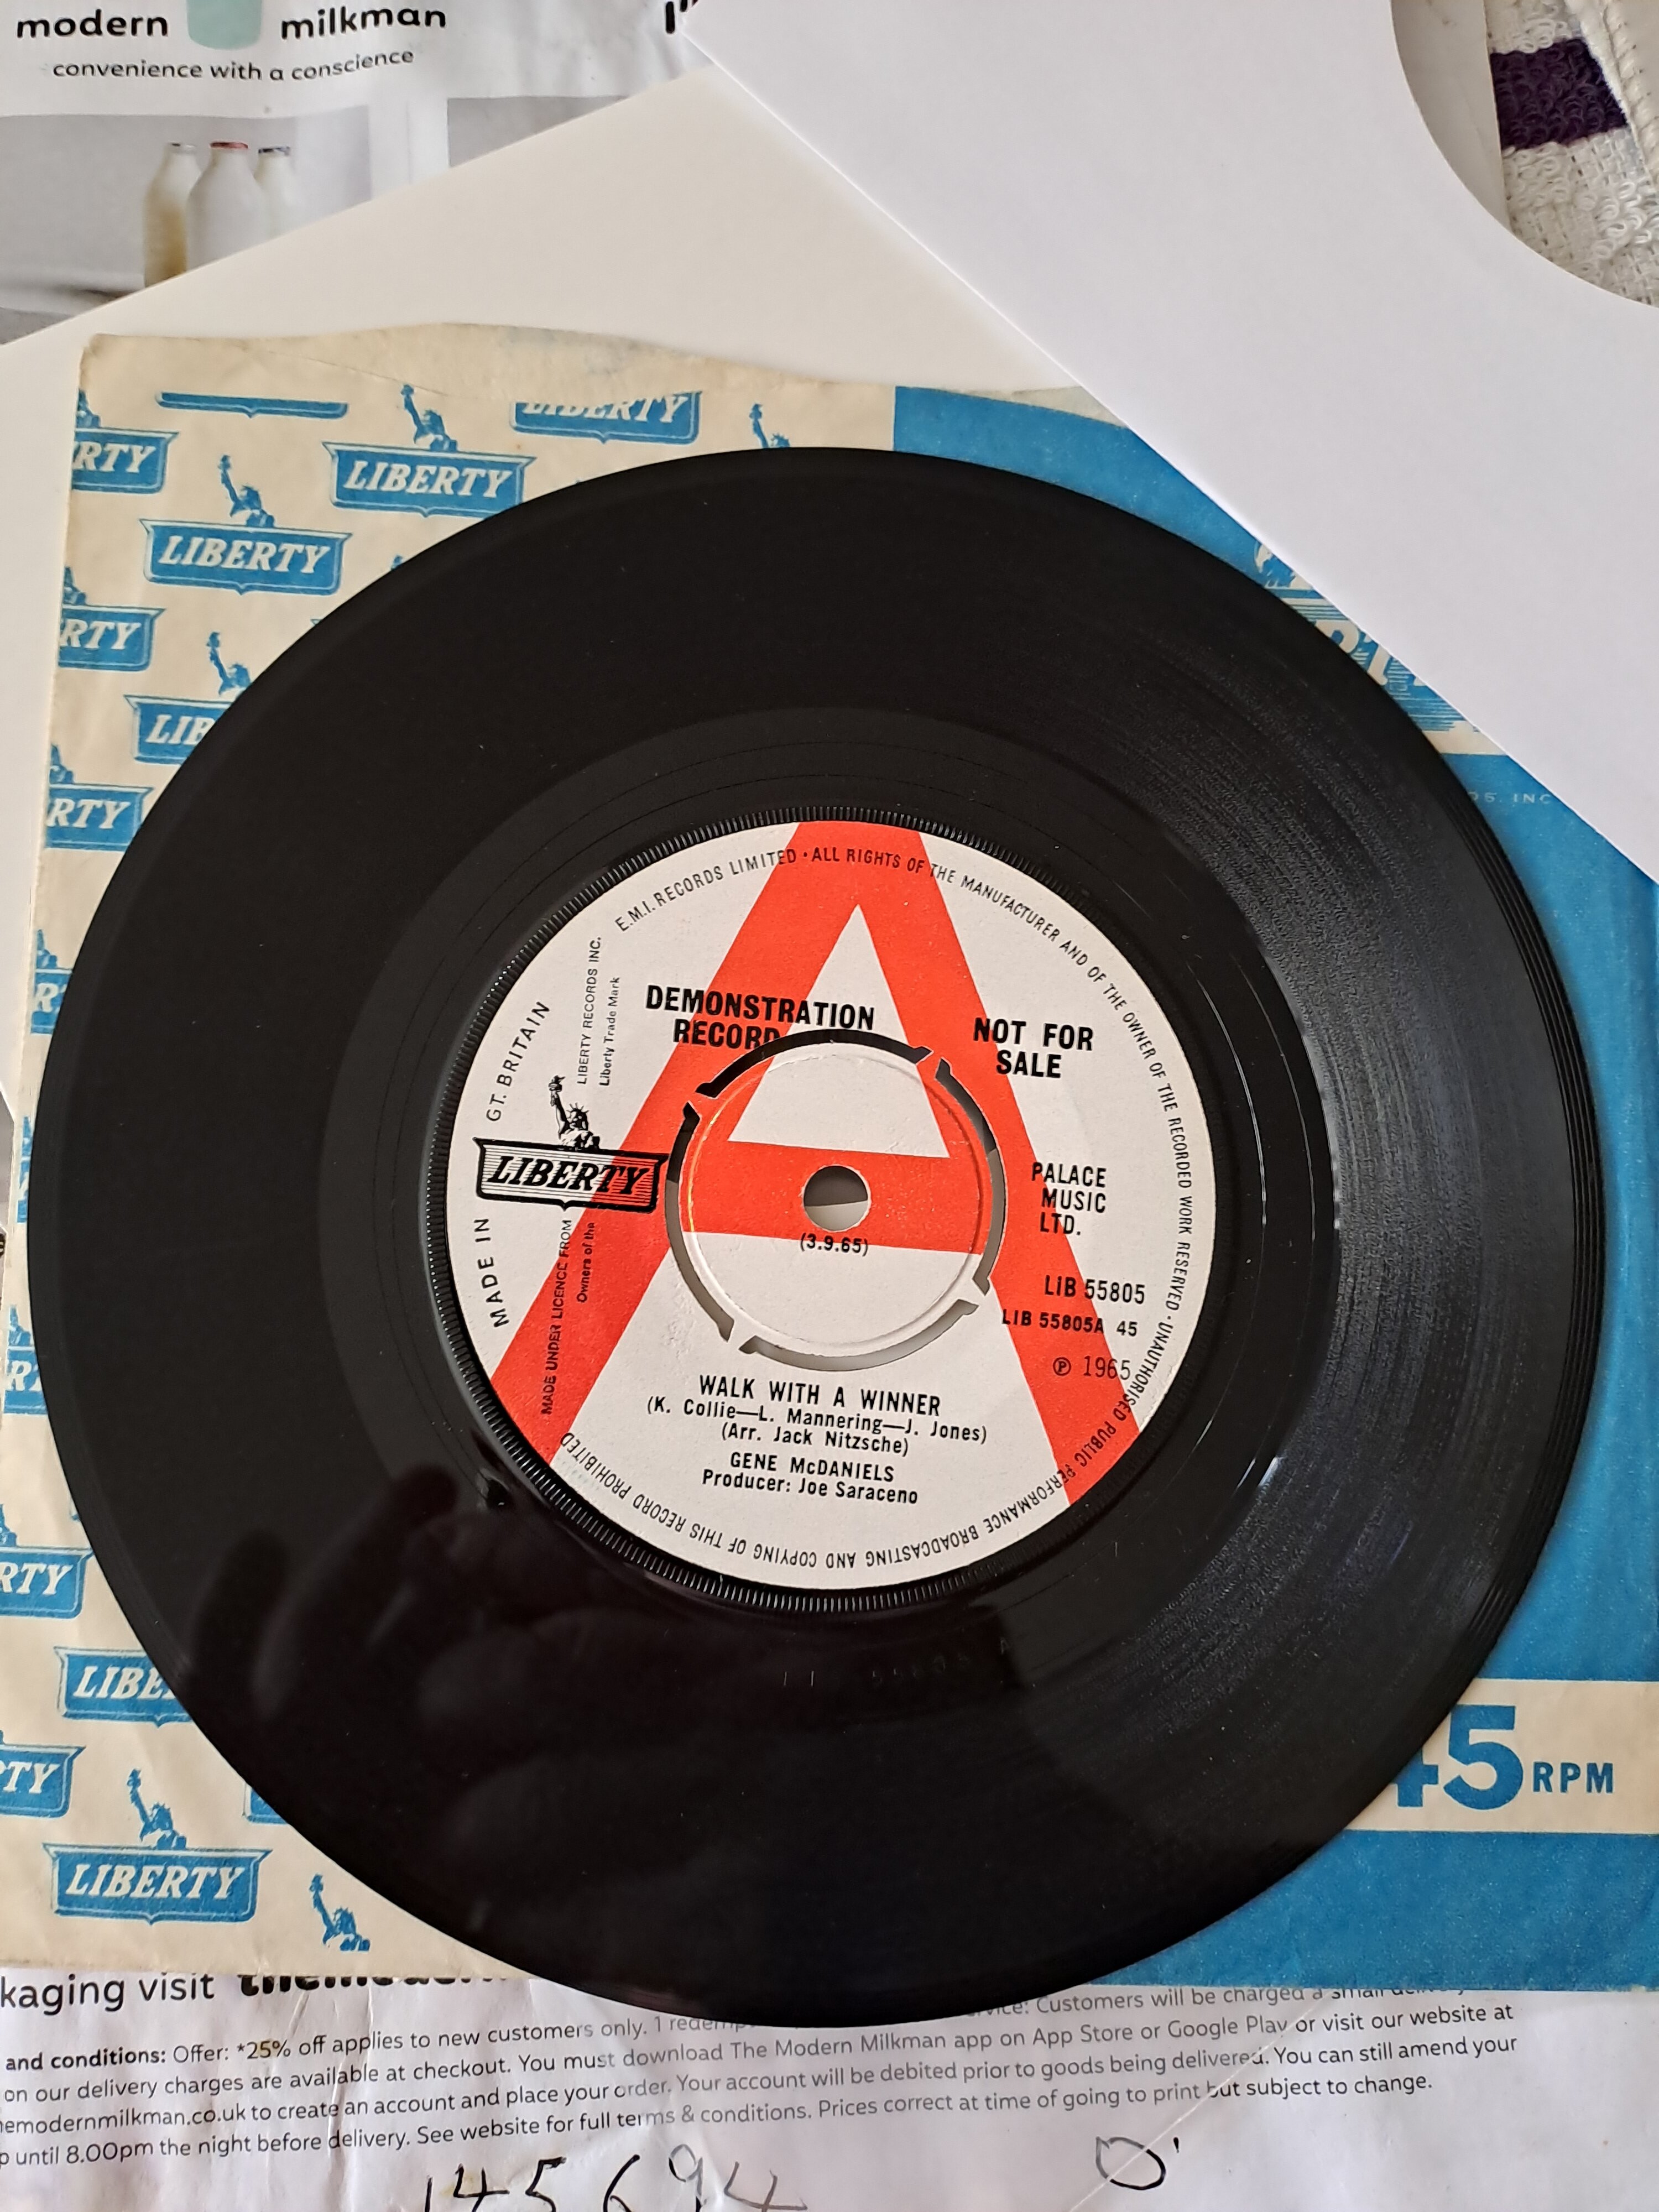 modern milkman
convenience with a conscience
LIBERTY
RTY
LIBERTY
LIBERTY
RTY
RTY
LIBERTY
LIBERTY
45 RPM
E.M.I. RECORDS LIMITED · ALL RIGHTS OF THE MANUFACTURER AND OF THE OWNER OF THE RECORDED WORK RESERVED · UNAUTHORISED PUBLIC PERFORMANCE BROADCASTING AND COPYING OF THIS RECORD PROHIBITED
MADE IN GT. BRITAIN
A
DEMONSTRATION
RECORD
NOT FOR
SALE
LIBERTY
MADE UNDER LICENCE FROM LIBERTY RECORDS INC.
Owners of the Liberty Trade Mark
PALACE
MUSIC
LTD.
(3.9.65)
LIB 55805
LIB 55805A 45
℗ 1965
WALK WITH A WINNER
(K. Collie—L. Mannering—J. Jones)
(Arr. Jack Nitzsche)
GENE McDANIELS
Producer: Joe Saraceno
kaging visit
and conditions: Offer: *25% off applies to new customers only. 1 Customers will be charged a small
on our delivery charges are available at checkout. You must download The Modern Milkman app on App Store or Google Play or visit our website at
emodernmilkman.co.uk to create an account and place your order. Your account will be debited prior to goods being delivered. You can still amend your
until 8.00pm the night before delivery. See website for full terms & conditions. Prices correct at time of going to print but subject to change.
145694